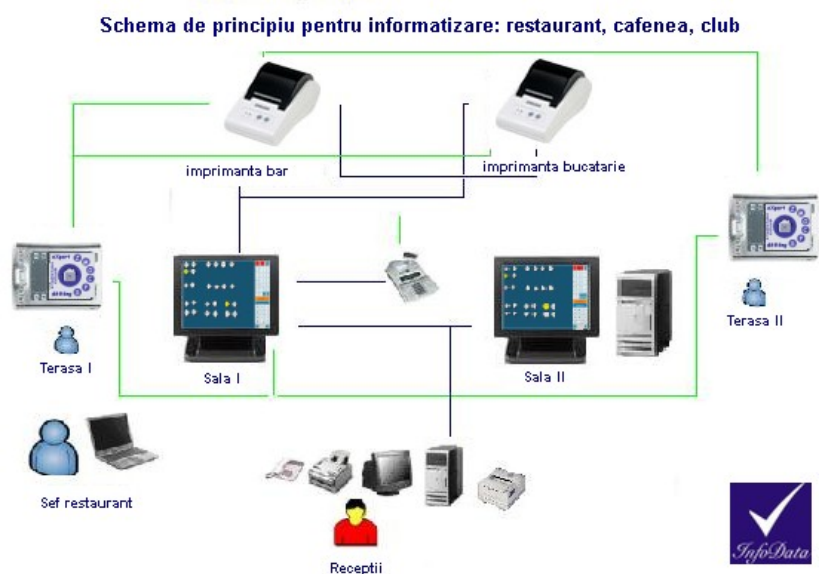 Schema de principiu pentru informatizare: restaurant, cafenea, club
imprimanta bar
imprimanta bucatarie
Terasa I
Sala I
Sala II
Terasa II
Sef restaurant
Receptii
InfoData